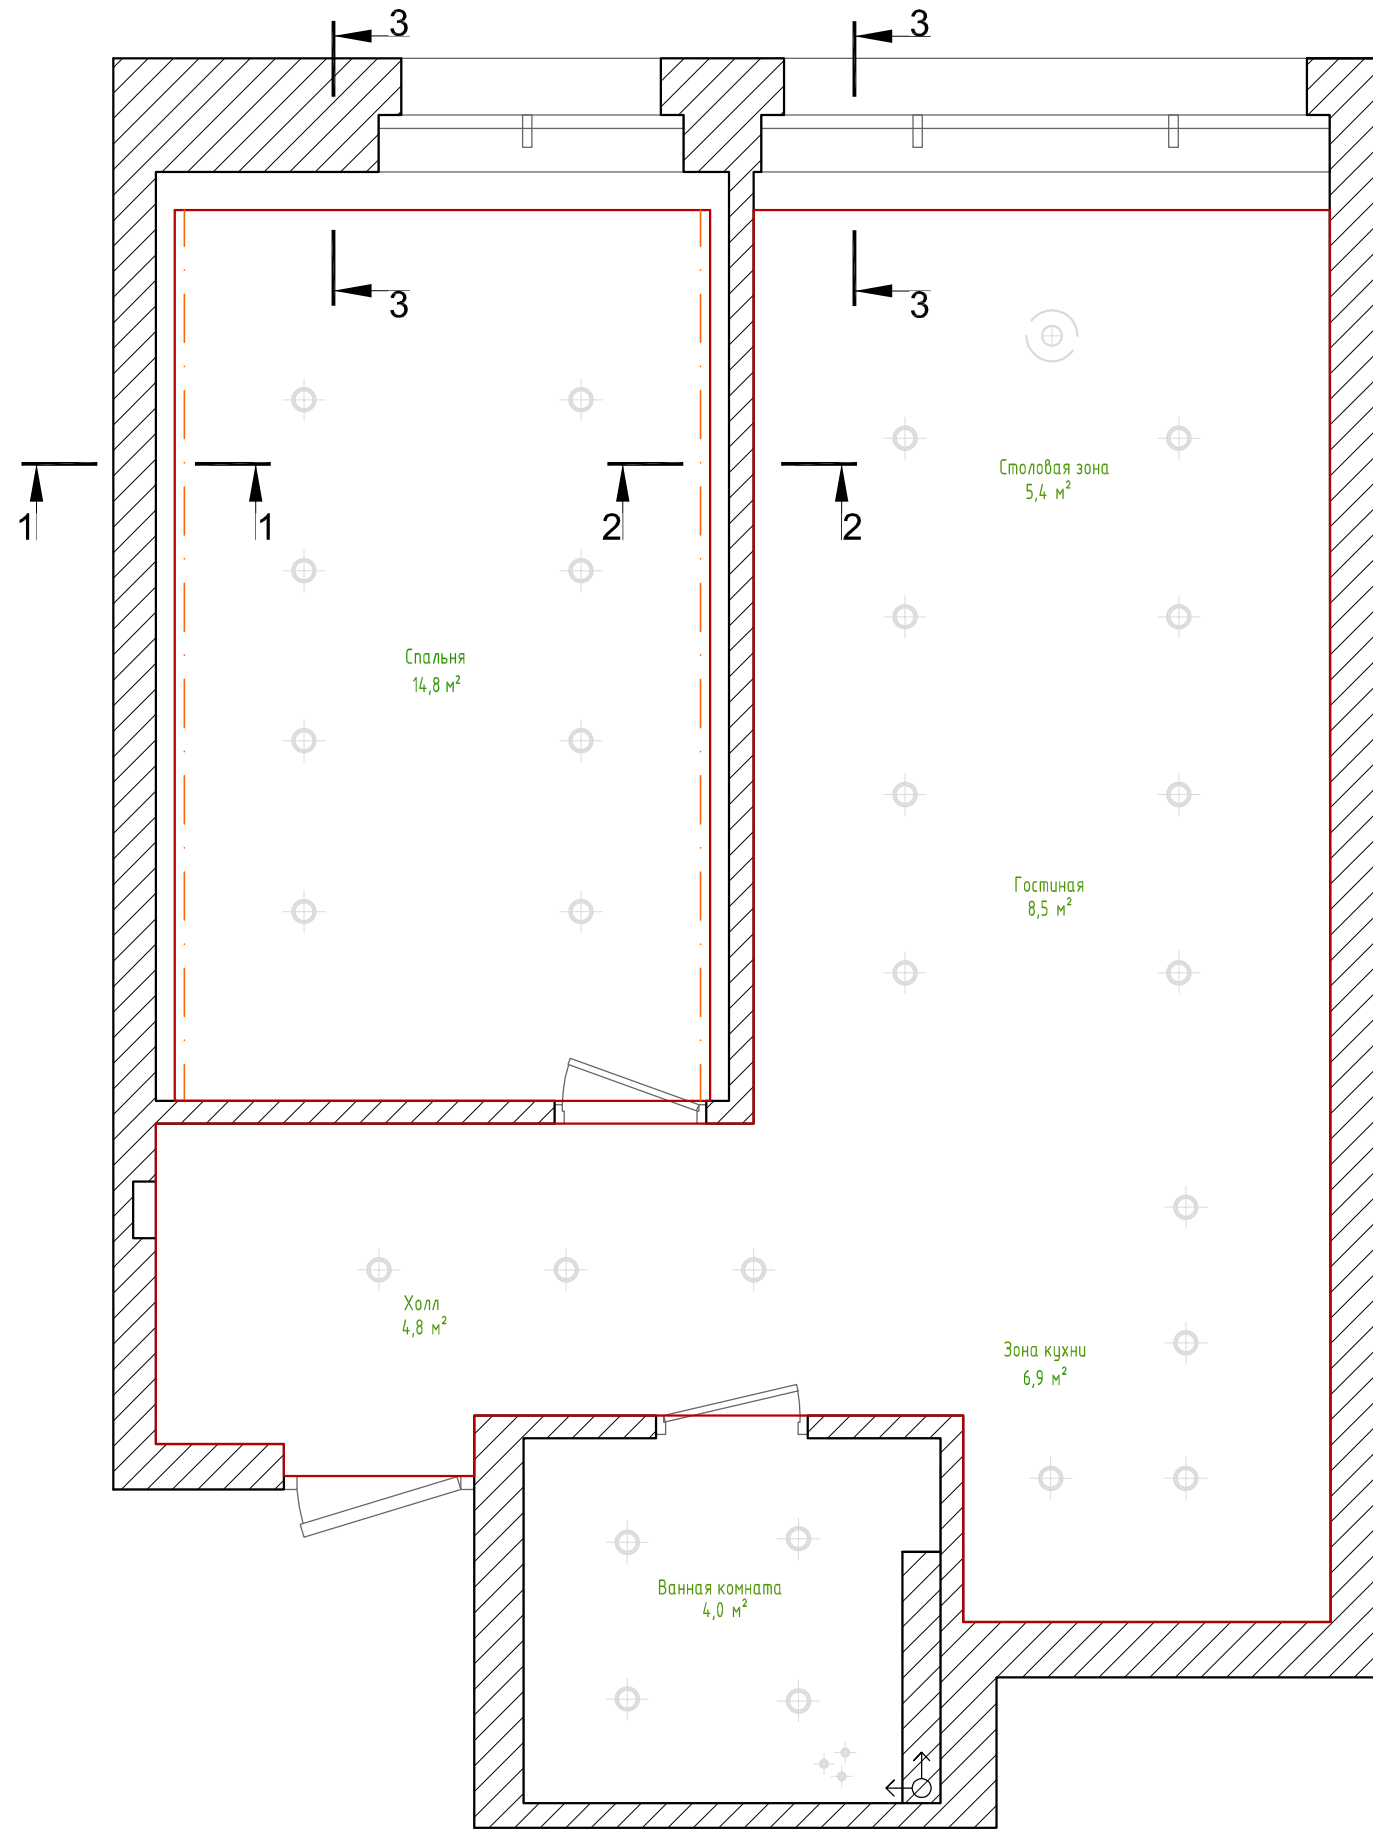 3 3
3 3
Столовая зона
5,4 м²
1 1 2 2
Спальня
14,8 м²
Гостиная
8,5 м²
Холл
4,8 м²
Зона кухни
6,9 м²
Ванная комната
4,0 м²